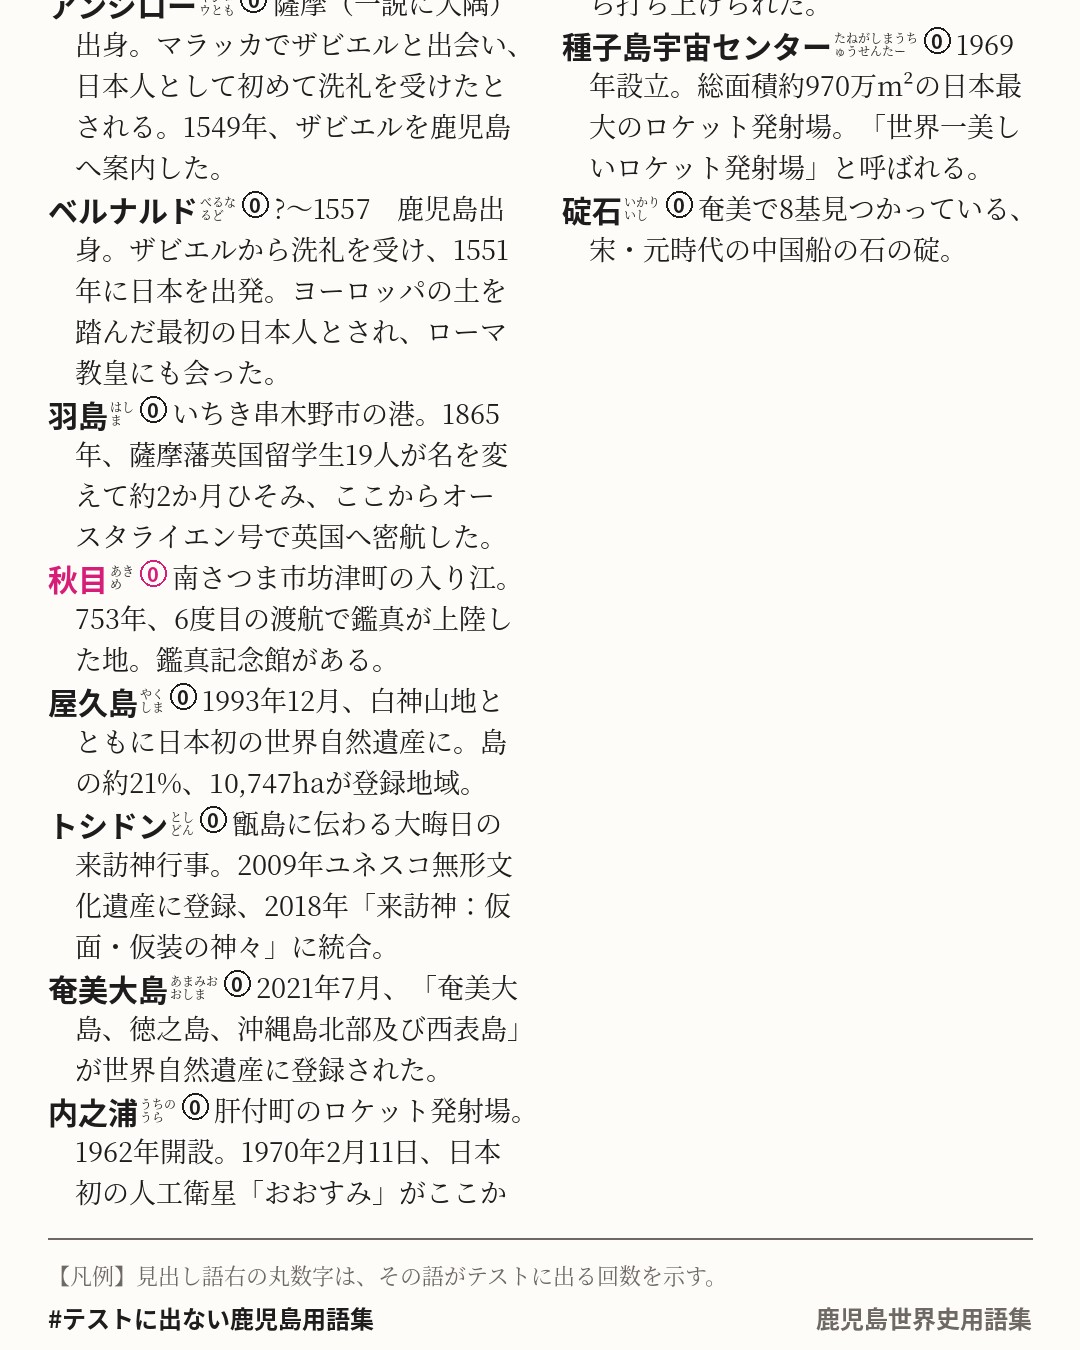 アンジロー 0 薩摩（一説に大隅）
出身。マラッカでザビエルと出会い、
日本人として初めて洗礼を受けたと
される。1549年、ザビエルを鹿児島
へ案内した。
ベルナルド べるなるど 0 ?～1557　鹿児島出
身。ザビエルから洗礼を受け、1551
年に日本を出発。ヨーロッパの土を
踏んだ最初の日本人とされ、ローマ
教皇にも会った。
羽島 はしま 0 いちき串木野市の港。1865
年、薩摩藩英国留学生19人が名を変
えて約2か月ひそみ、ここからオー
スタライエン号で英国へ密航した。
秋目 あきめ 0 南さつま市坊津町の入り江。
753年、6度目の渡航で鑑真が上陸し
た地。鑑真記念館がある。
屋久島 やくしま 0 1993年12月、白神山地と
ともに日本初の世界自然遺産に。島
の約21%、10,747haが登録地域。
トシドン としどん 0 甑島に伝わる大晦日の
来訪神行事。2009年ユネスコ無形文
化遺産に登録、2018年「来訪神：仮
面・仮装の神々」に統合。
奄美大島 あまみおおしま 0 2021年7月、「奄美大
島、徳之島、沖縄島北部及び西表島」
が世界自然遺産に登録された。
内之浦 うちのうら 0 肝付町のロケット発射場。
1962年開設。1970年2月11日、日本
初の人工衛星「おおすみ」がここか
ら打ち上げられた。
種子島宇宙センター たねがしまうちゅうせんたー 0 1969
年設立。総面積約970万m²の日本最
大のロケット発射場。「世界一美し
いロケット発射場」と呼ばれる。
碇石 いかりいし 0 奄美で8基見つかっている、
宋・元時代の中国船の石の碇。
【凡例】見出し語右の丸数字は、その語がテストに出る回数を示す。
#テストに出ない鹿児島用語集
鹿児島世界史用語集